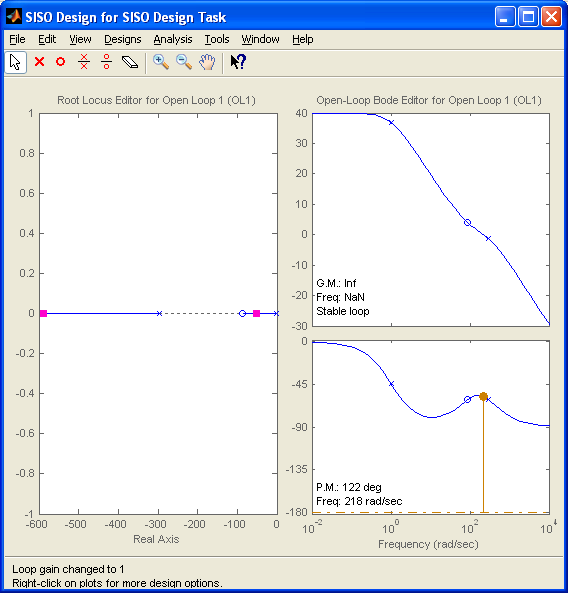 SISO Design for SISO Design Task
File Edit View Designs Analysis Tools Window Help
Root Locus Editor for Open Loop 1 (OL1)
1
0.8
0.6
0.4
0.2
0
-0.2
-0.4
-0.6
-0.8
-1
-600 -500 -400 -300 -200 -100 0
Real Axis
Open-Loop Bode Editor for Open Loop 1 (OL1)
40
30
20
10
0
-10
-20
-30
G.M.: Inf
Freq: NaN
Stable loop
0
-45
-90
-135
-180
P.M.: 122 deg
Freq: 218 rad/sec
10^-2 10^0 10^2 10^4
Frequency (rad/sec)
Loop gain changed to 1
Right-click on plots for more design options.